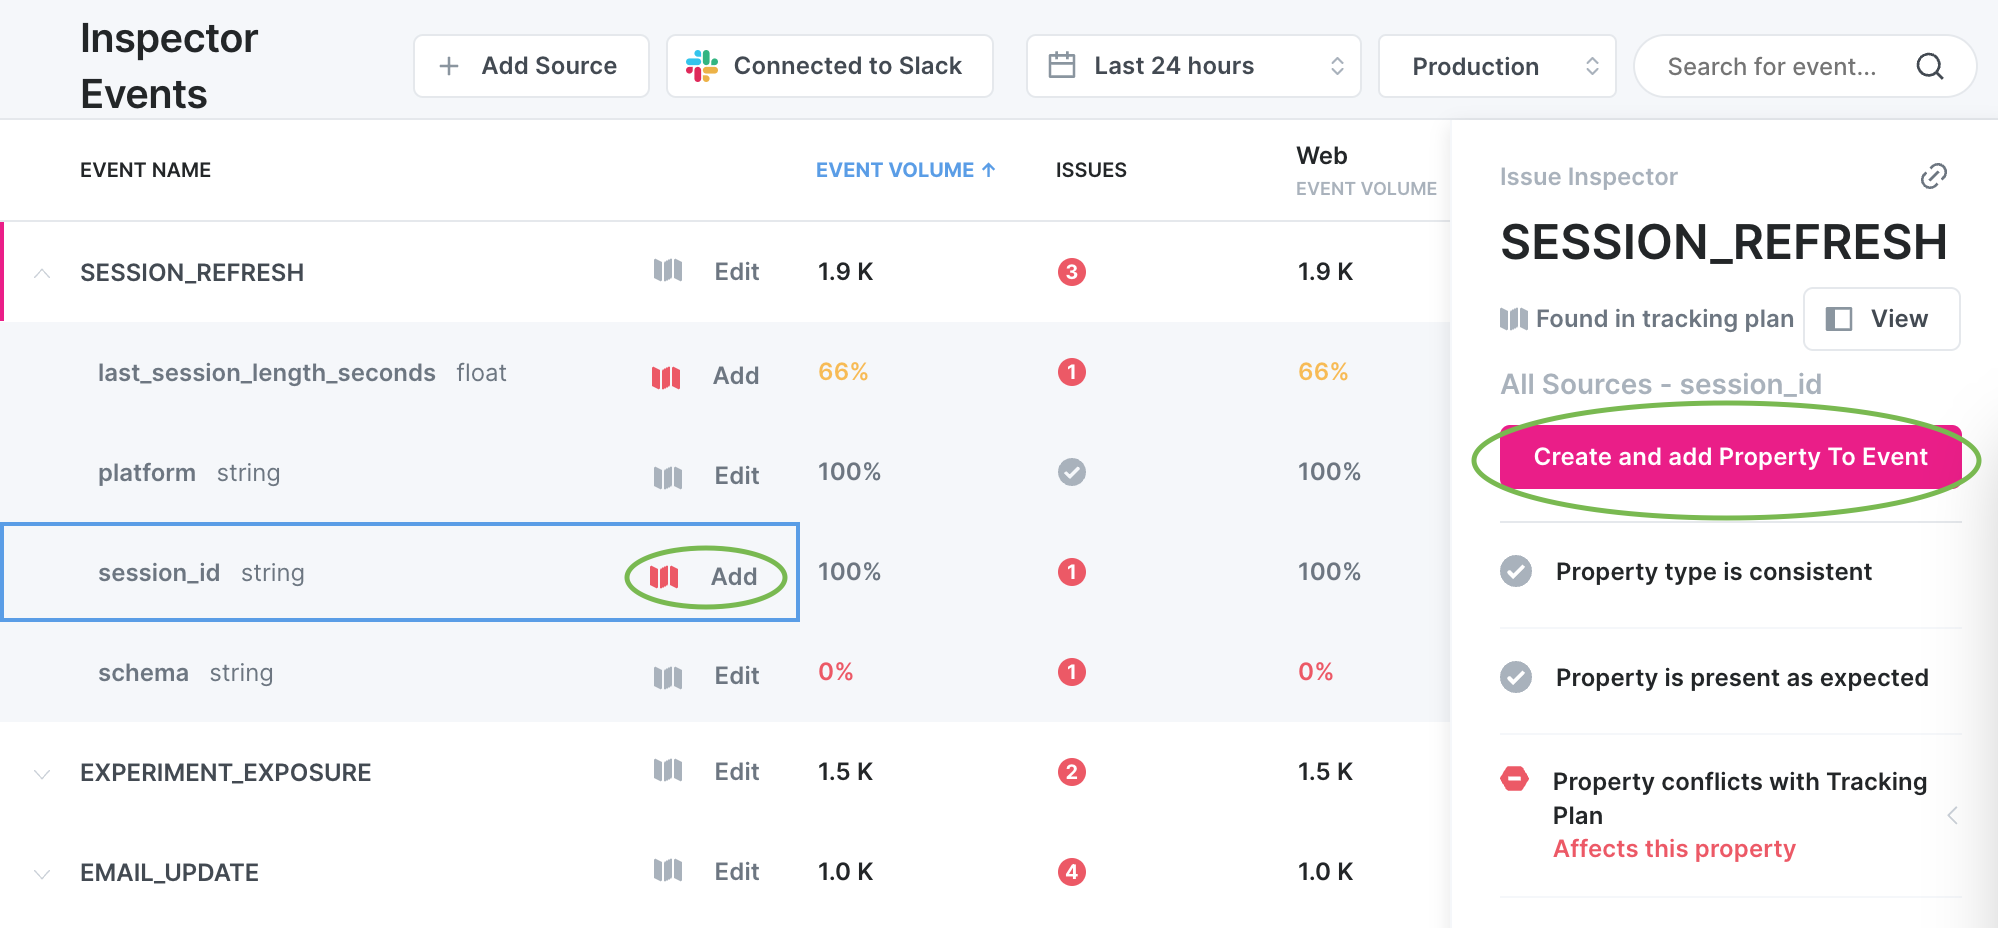 Inspector
Events
Add Source
Connected to Slack
Last 24 hours
Production
Search for event...
EVENT NAME
EVENT VOLUME ↑
ISSUES
Web
EVENT VOLUME
SESSION_REFRESH Edit 1.9 K 3 1.9 K
last_session_length_seconds float Add 66% 1 66%
platform string Edit 100% 100%
session_id string Add 100% 1 100%
schema string Edit 0% 1 0%
EXPERIMENT_EXPOSURE Edit 1.5 K 2 1.5 K
EMAIL_UPDATE Edit 1.0 K 4 1.0 K
Issue Inspector
SESSION_REFRESH
Found in tracking plan View
All Sources - session_id
Create and add Property To Event
Property type is consistent
Property is present as expected
Property conflicts with Tracking
Plan
Affects this property